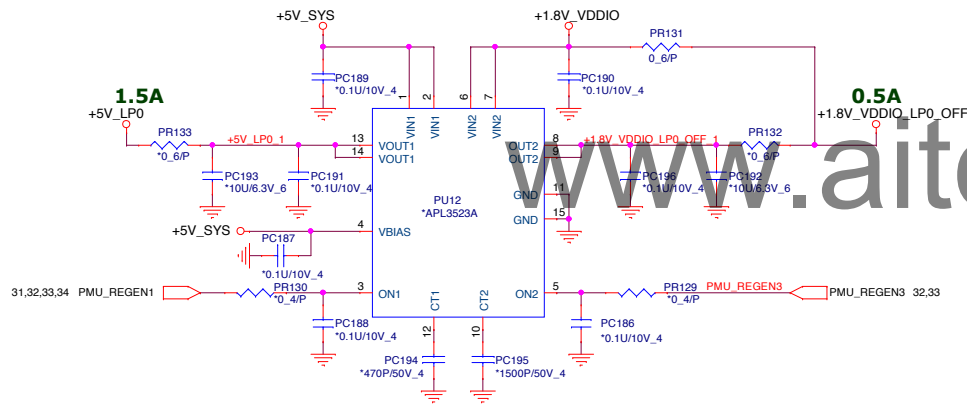 +5V_SYS
+1.8V_VDDIO
PR131
0_6/P
PC189
*0.1U/10V_4
PC190
*0.1U/10V_4
1.5A
+5V_LP0
0.5A
+1.8V_VDDIO_LP0_OFF
1
2
6
7
VIN1
VIN1
VIN2
VIN2
PR133
*0_6/P
+5V_LP0_1
13
14
VOUT1
VOUT1
OUT2
OUT2
8
9
+1.8V_VDDIO_LP0_OFF_1
PR132
*0_6/P
www.aito
PC193
*10U/6.3V_6
PC191
*0.1U/10V_4
PU12
*APL3523A
GND
GND
11
15
PC196
*0.1U/10V_4
PC192
*10U/6.3V_6
+5V_SYS
4
VBIAS
PC187
*0.1U/10V_4
31,32,33,34
PMU_REGEN1
PR130
*0_4/P
3
ON1
ON2
5
PR129
*0_4/P
PMU_REGEN3
PMU_REGEN3
32,33
CT1
CT2
12
10
PC188
*0.1U/10V_4
PC186
*0.1U/10V_4
PC194
*470P/50V_4
PC195
*1500P/50V_4